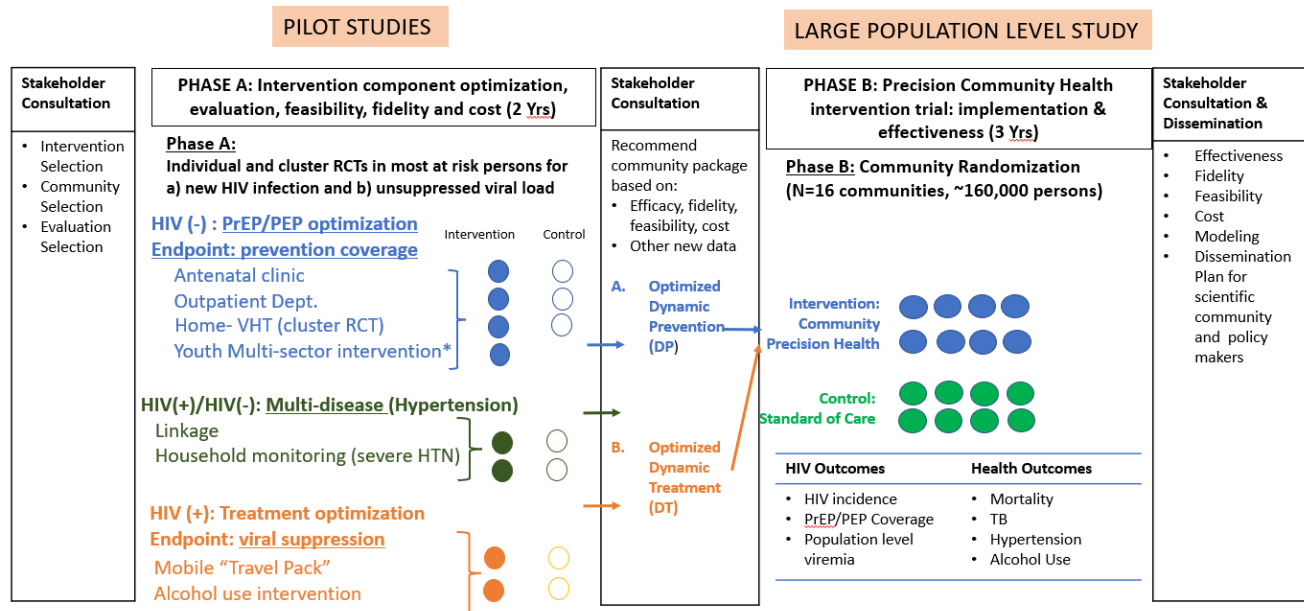 PILOT STUDIES
LARGE POPULATION LEVEL STUDY
Stakeholder
Consultation
• Intervention
Selection
• Community
Selection
• Evaluation
Selection
PHASE A: Intervention component optimization,
evaluation, feasibility, fidelity and cost (2 Yrs)
Phase A:
Individual and cluster RCTs in most at risk persons for
a) new HIV infection and b) unsuppressed viral load
HIV (-) : PrEP/PEP optimization
Endpoint: prevention coverage
Intervention
Control
Antenatal clinic
Outpatient Dept.
Home- VHT (cluster RCT)
Youth Multi-sector intervention*
HIV(+)/HIV(-): Multi-disease (Hypertension)
Linkage
Household monitoring (severe HTN)
HIV (+): Treatment optimization
Endpoint: viral suppression
Mobile “Travel Pack”
Alcohol use intervention
Stakeholder
Consultation
Recommend
community package
based on:
• Efficacy, fidelity,
feasibility, cost
• Other new data
A. Optimized
Dynamic
Prevention
(DP)
B. Optimized
Dynamic
Treatment
(DT)
PHASE B: Precision Community Health
intervention trial: implementation &
effectiveness (3 Yrs)
Phase B: Community Randomization
(N=16 communities, ~160,000 persons)
Intervention:
Community
Precision Health
Control:
Standard of Care
HIV Outcomes
• HIV incidence
• PrEP/PEP Coverage
• Population level
viremia
Health Outcomes
• Mortality
• TB
• Hypertension
• Alcohol Use
Stakeholder
Consultation &
Dissemination
• Effectiveness
• Fidelity
• Feasibility
• Cost
• Modeling
• Dissemination
Plan for
scientific
community
and policy
makers